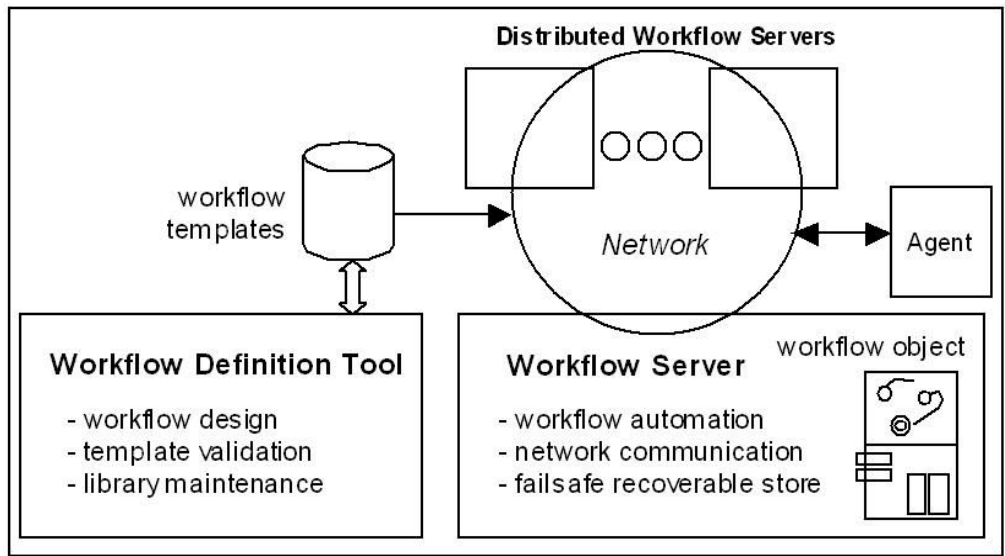 Distributed Workflow Servers
workflow
templates
Network
Agent
Workflow Definition Tool
- workflow design
- template validation
- library maintenance
Workflow Server
workflow object
- workflow automation
- network communication
- failsafe recoverable store